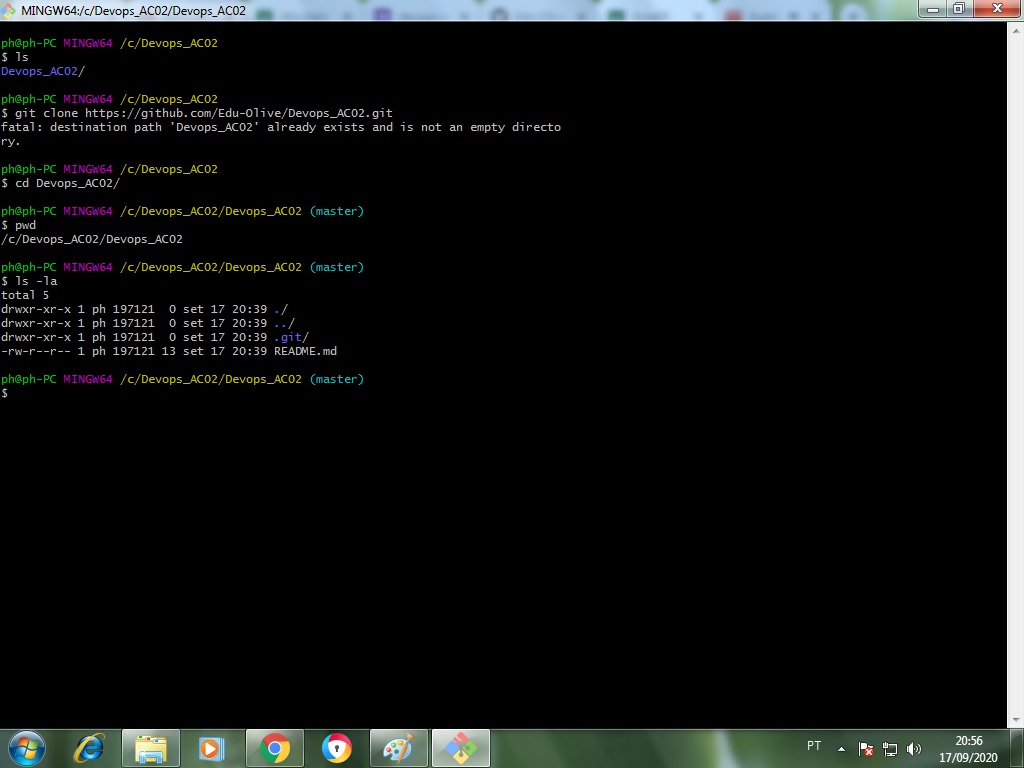 MINGW64:/c/Devops_AC02/Devops_AC02
ph@ph-PC MINGW64 /c/Devops_AC02
$ ls
Devops_AC02/
ph@ph-PC MINGW64 /c/Devops_AC02
$ git clone https://github.com/Edu-Olive/Devops_AC02.git
fatal: destination path 'Devops_AC02' already exists and is not an empty directo
ry.
ph@ph-PC MINGW64 /c/Devops_AC02
$ cd Devops_AC02/
ph@ph-PC MINGW64 /c/Devops_AC02/Devops_AC02 (master)
$ pwd
/c/Devops_AC02/Devops_AC02
ph@ph-PC MINGW64 /c/Devops_AC02/Devops_AC02 (master)
$ ls -la
total 5
drwxr-xr-x 1 ph 197121  0 set 17 20:39 ./
drwxr-xr-x 1 ph 197121  0 set 17 20:39 ../
drwxr-xr-x 1 ph 197121  0 set 17 20:39 .git/
-rw-r--r-- 1 ph 197121 13 set 17 20:39 README.md
ph@ph-PC MINGW64 /c/Devops_AC02/Devops_AC02 (master)
$
PT
20:56
17/09/2020